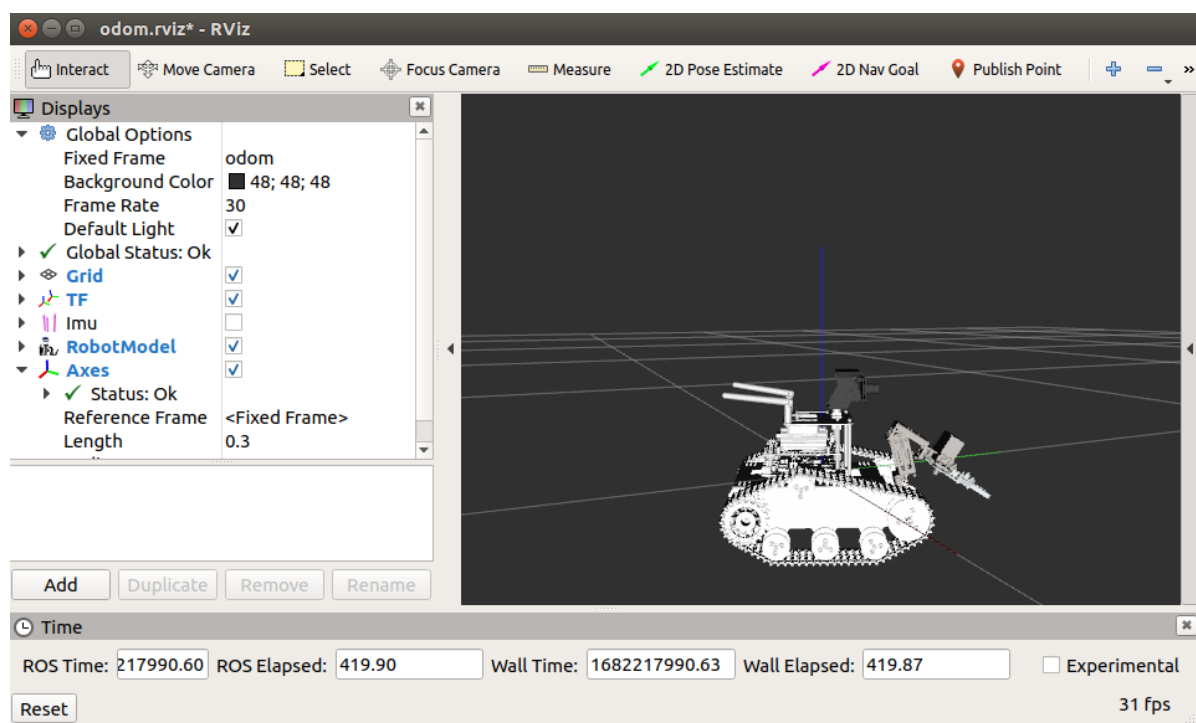 odom.rviz* - RViz
Interact Move Camera Select Focus Camera Measure 2D Pose Estimate 2D Nav Goal Publish Point »
Displays
Global Options
Fixed Frame odom
Background Color 48; 48; 48
Frame Rate 30
Default Light
Global Status: Ok
Grid
TF
Imu
RobotModel
Axes
Status: Ok
Reference Frame <Fixed Frame>
Length 0.3
Add Duplicate Remove Rename
Time
ROS Time: 217990.60 ROS Elapsed: 419.90 Wall Time: 1682217990.63 Wall Elapsed: 419.87 Experimental
Reset 31 fps